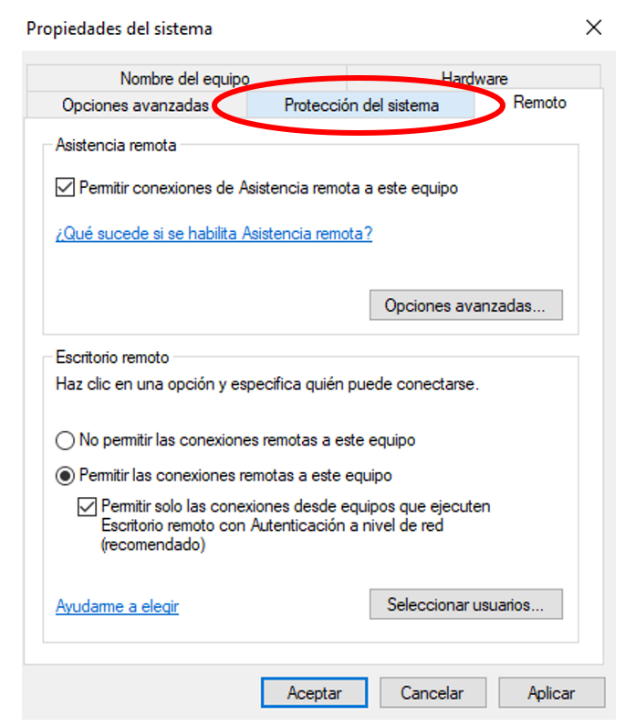 Propiedades del sistema
Nombre del equipo
Hardware
Opciones avanzadas
Protección del sistema
Remoto
Asistencia remota
Permitir conexiones de Asistencia remota a este equipo
¿Qué sucede si se habilita Asistencia remota?
Opciones avanzadas...
Escritorio remoto
Haz clic en una opción y especifica quién puede conectarse.
No permitir las conexiones remotas a este equipo
Permitir las conexiones remotas a este equipo
Permitir solo las conexiones desde equipos que ejecuten
Escritorio remoto con Autenticación a nivel de red
(recomendado)
Ayudarme a elegir
Seleccionar usuarios...
Aceptar
Cancelar
Aplicar